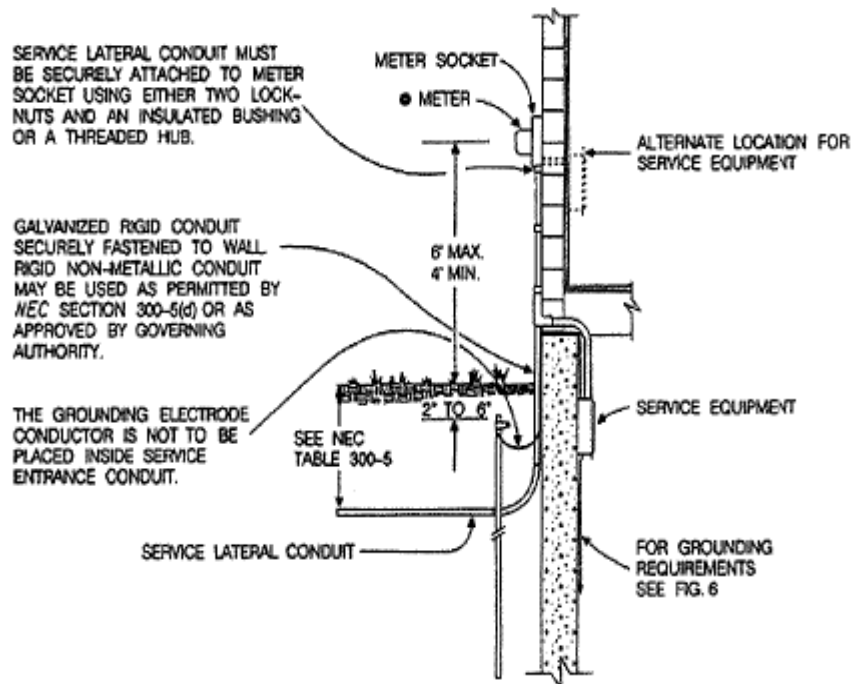 SERVICE LATERAL CONDUIT MUST
BE SECURELY ATTACHED TO METER
SOCKET USING EITHER TWO LOCK-
NUTS AND AN INSULATED BUSHING
OR A THREADED HUB.
METER SOCKET
METER
ALTERNATE LOCATION FOR
SERVICE EQUIPMENT
GALVANIZED RIGID CONDUIT
SECURELY FASTENED TO WALL
RIGID NON-METALLIC CONDUIT
MAY BE USED AS PERMITTED BY
NEC SECTION 300-5(d) OR AS
APPROVED BY GOVERNING
AUTHORITY.
6' MAX.
4' MIN.
THE GROUNDING ELECTRODE
CONDUCTOR IS NOT TO BE
PLACED INSIDE SERVICE
ENTRANCE CONDUIT.
2" TO 6"
SEE NEC
TABLE 300-5
SERVICE EQUIPMENT
SERVICE LATERAL CONDUIT
FOR GROUNDING
REQUIREMENTS
SEE FIG. 6